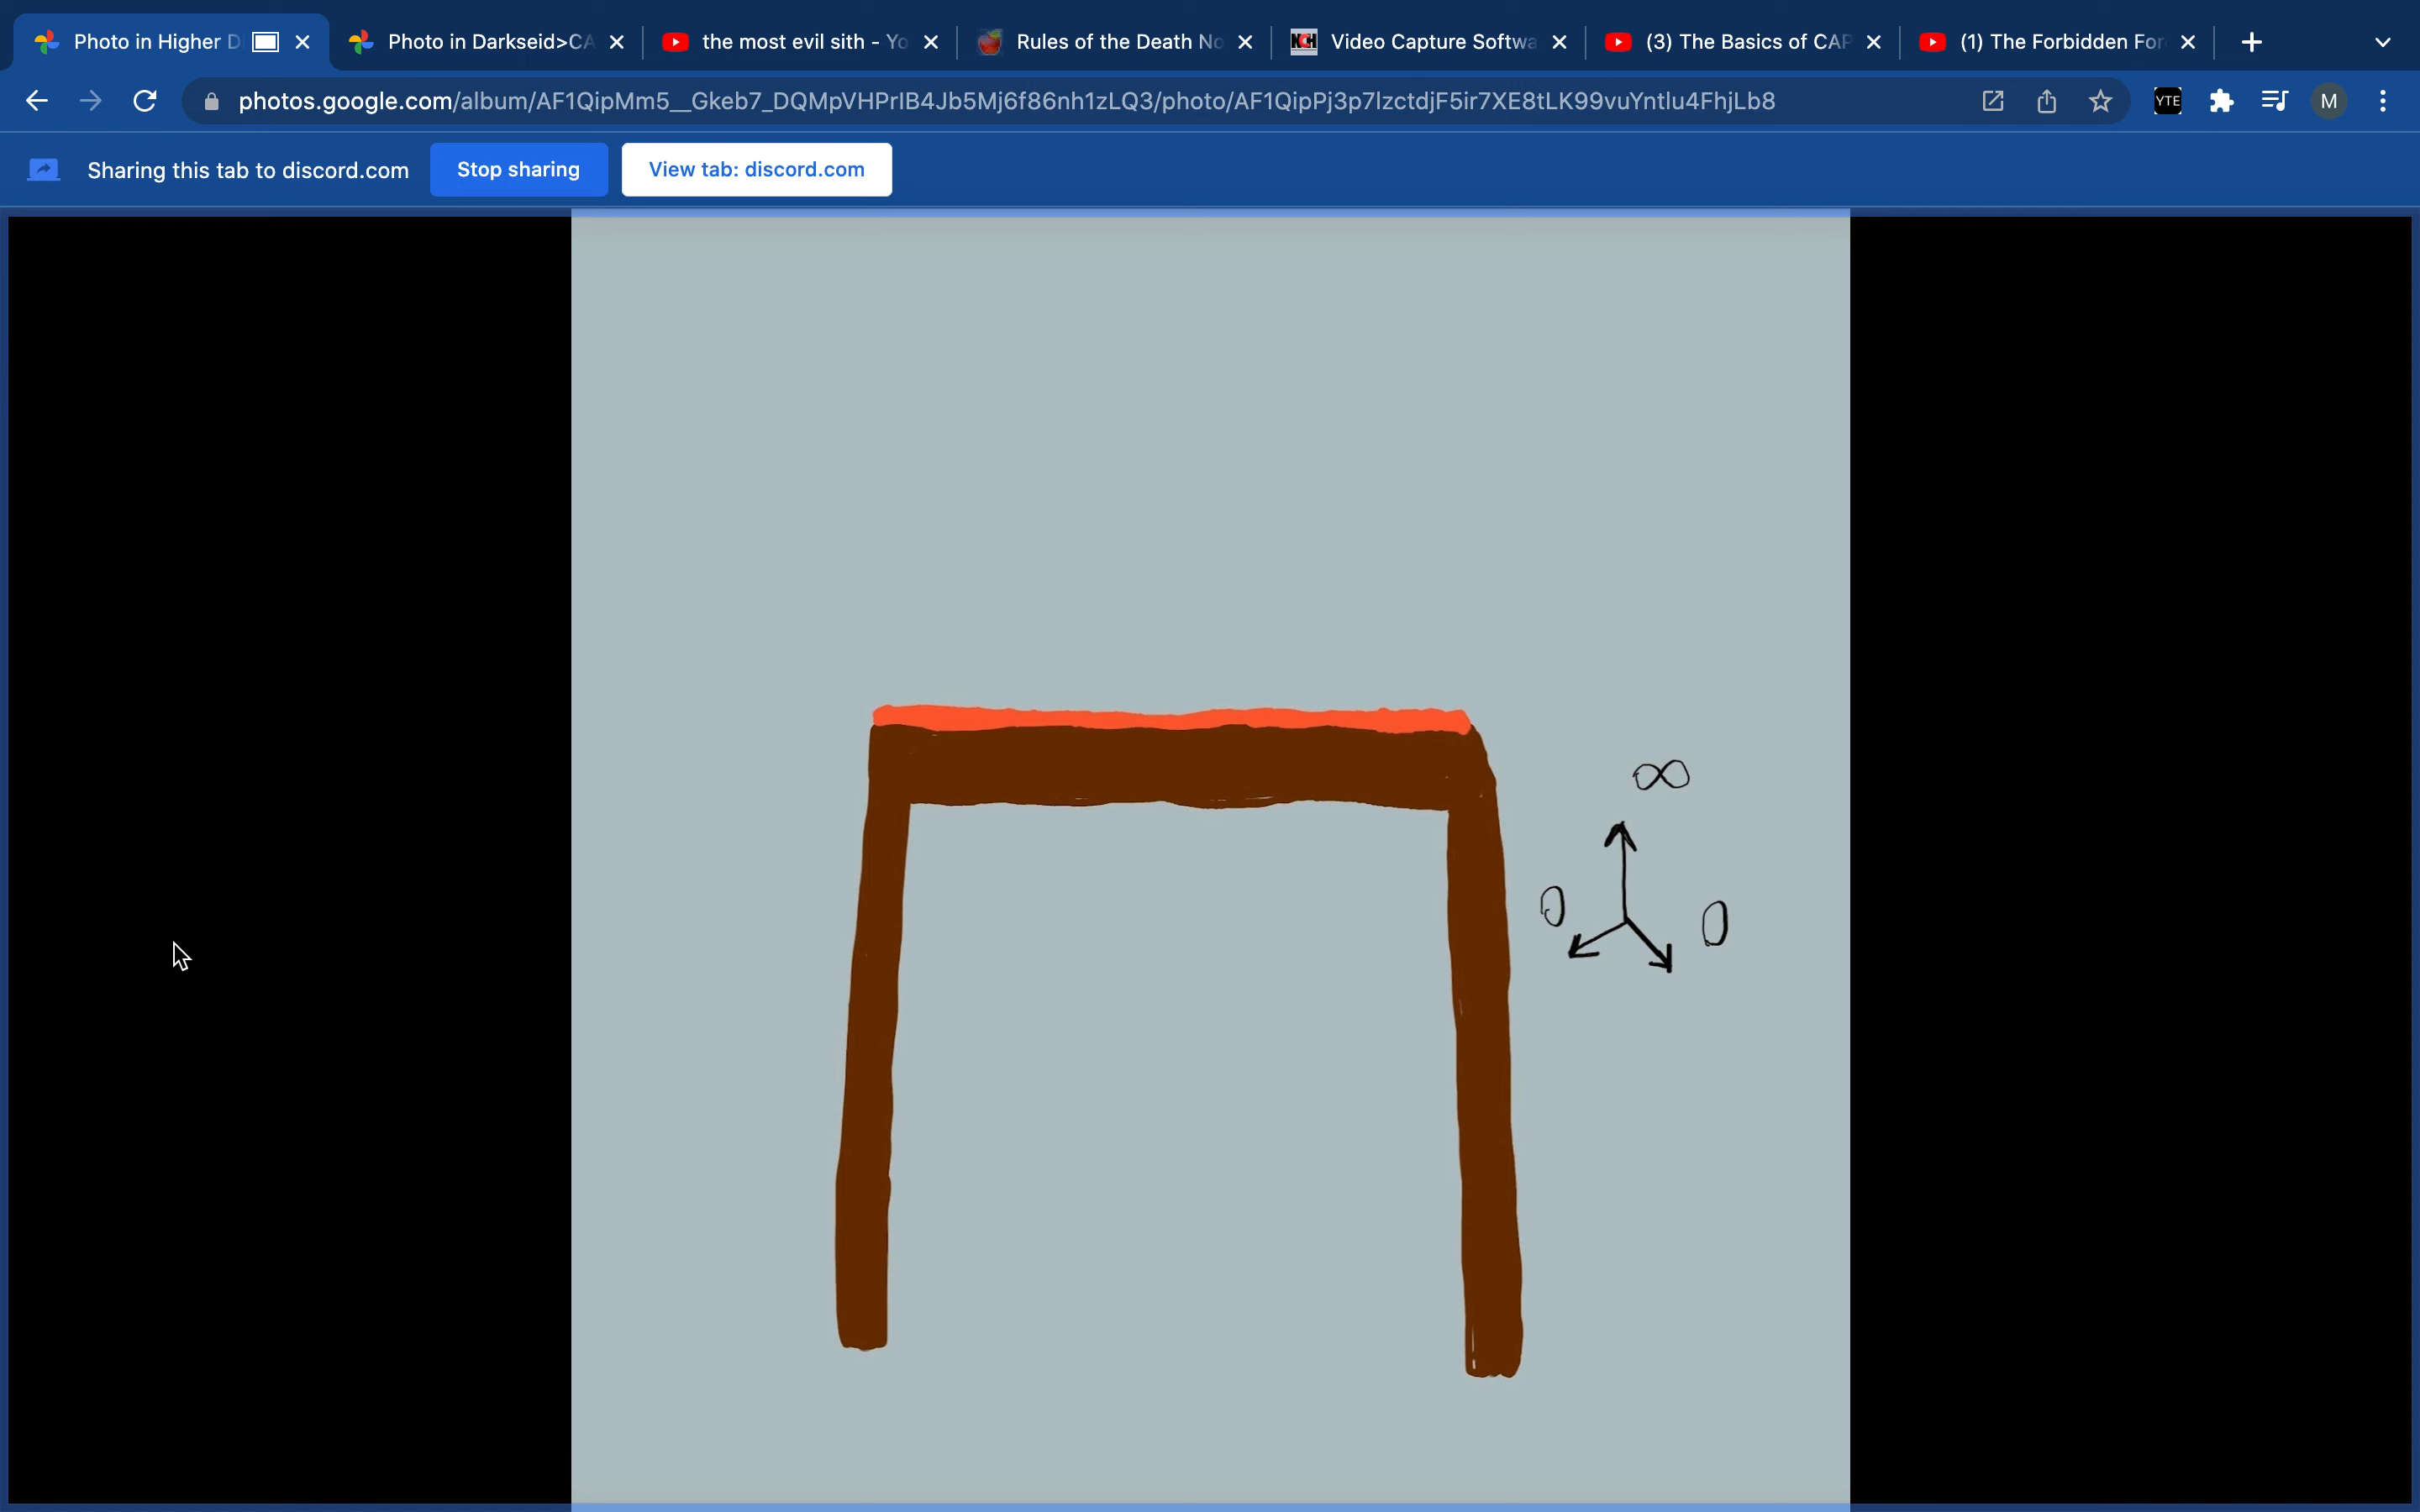 Photo in Higher D
Photo in Darkseid>CA
the most evil sith - Yo
Rules of the Death No
NCH
Video Capture Softwa
(3) The Basics of CAP
(1) The Forbidden For
photos.google.com/album/AF1QipMm5__Gkeb7_DQMpVHPrIB4Jb5Mj6f86nh1zLQ3/photo/AF1QipPj3p7lzctdjF5ir7XE8tLK99vuYntlu4FhjLb8
YTE
M
Sharing this tab to discord.com
Stop sharing
View tab: discord.com
∞
0
0